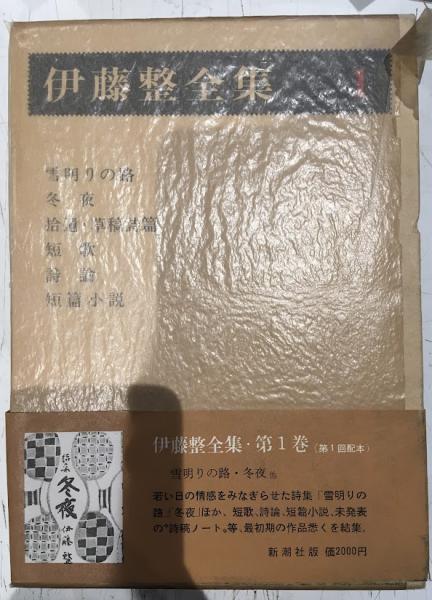 伊藤整全集 1
雪明りの路
冬夜
拾遺・草稿詩篇
短歌
詩論
短篇小説
伊藤整全集・第1巻(第1回配本)
雪明りの路・冬夜他
若い日の情感をみなぎらせた詩集「雪明りの
路」「冬夜」ほか、短歌、詩論、短篇小説、未発表
の"詩稿ノート〟等、最初期の作品悉くを結集。
新潮社版 価2000円
詩集
冬夜
伊藤整